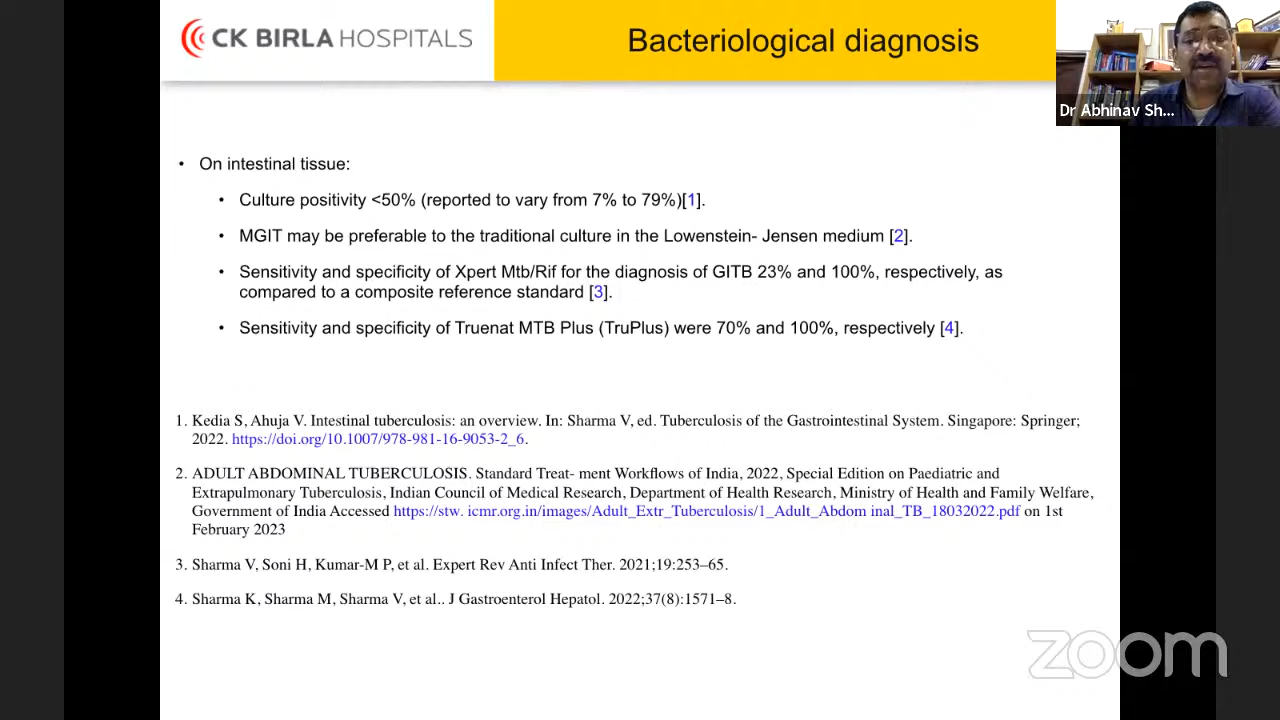 CK BIRLA HOSPITALS
Bacteriological diagnosis
Dr Abhinav Sh...
• On intestinal tissue:
• Culture positivity <50% (reported to vary from 7% to 79%)[1].
• MGIT may be preferable to the traditional culture in the Lowenstein- Jensen medium [2].
• Sensitivity and specificity of Xpert Mtb/Rif for the diagnosis of GITB 23% and 100%, respectively, as
compared to a composite reference standard [3].
• Sensitivity and specificity of Truenat MTB Plus (TruPlus) were 70% and 100%, respectively [4].
1. Kedia S, Ahuja V. Intestinal tuberculosis: an overview. In: Sharma V, ed. Tuberculosis of the Gastrointestinal System. Singapore: Springer;
2022. https://doi.org/10.1007/978-981-16-9053-2_6.
2. ADULT ABDOMINAL TUBERCULOSIS. Standard Treat- ment Workflows of India, 2022, Special Edition on Paediatric and
Extrapulmonary Tuberculosis, Indian Council of Medical Research, Department of Health Research, Ministry of Health and Family Welfare,
Government of India Accessed https://stw. icmr.org.in/images/Adult_Extr_Tuberculosis/1_Adult_Abdom inal_TB_18032022.pdf on 1st
February 2023
3. Sharma V, Soni H, Kumar-M P, et al. Expert Rev Anti Infect Ther. 2021;19:253–65.
4. Sharma K, Sharma M, Sharma V, et al.. J Gastroenterol Hepatol. 2022;37(8):1571–8.
zoom